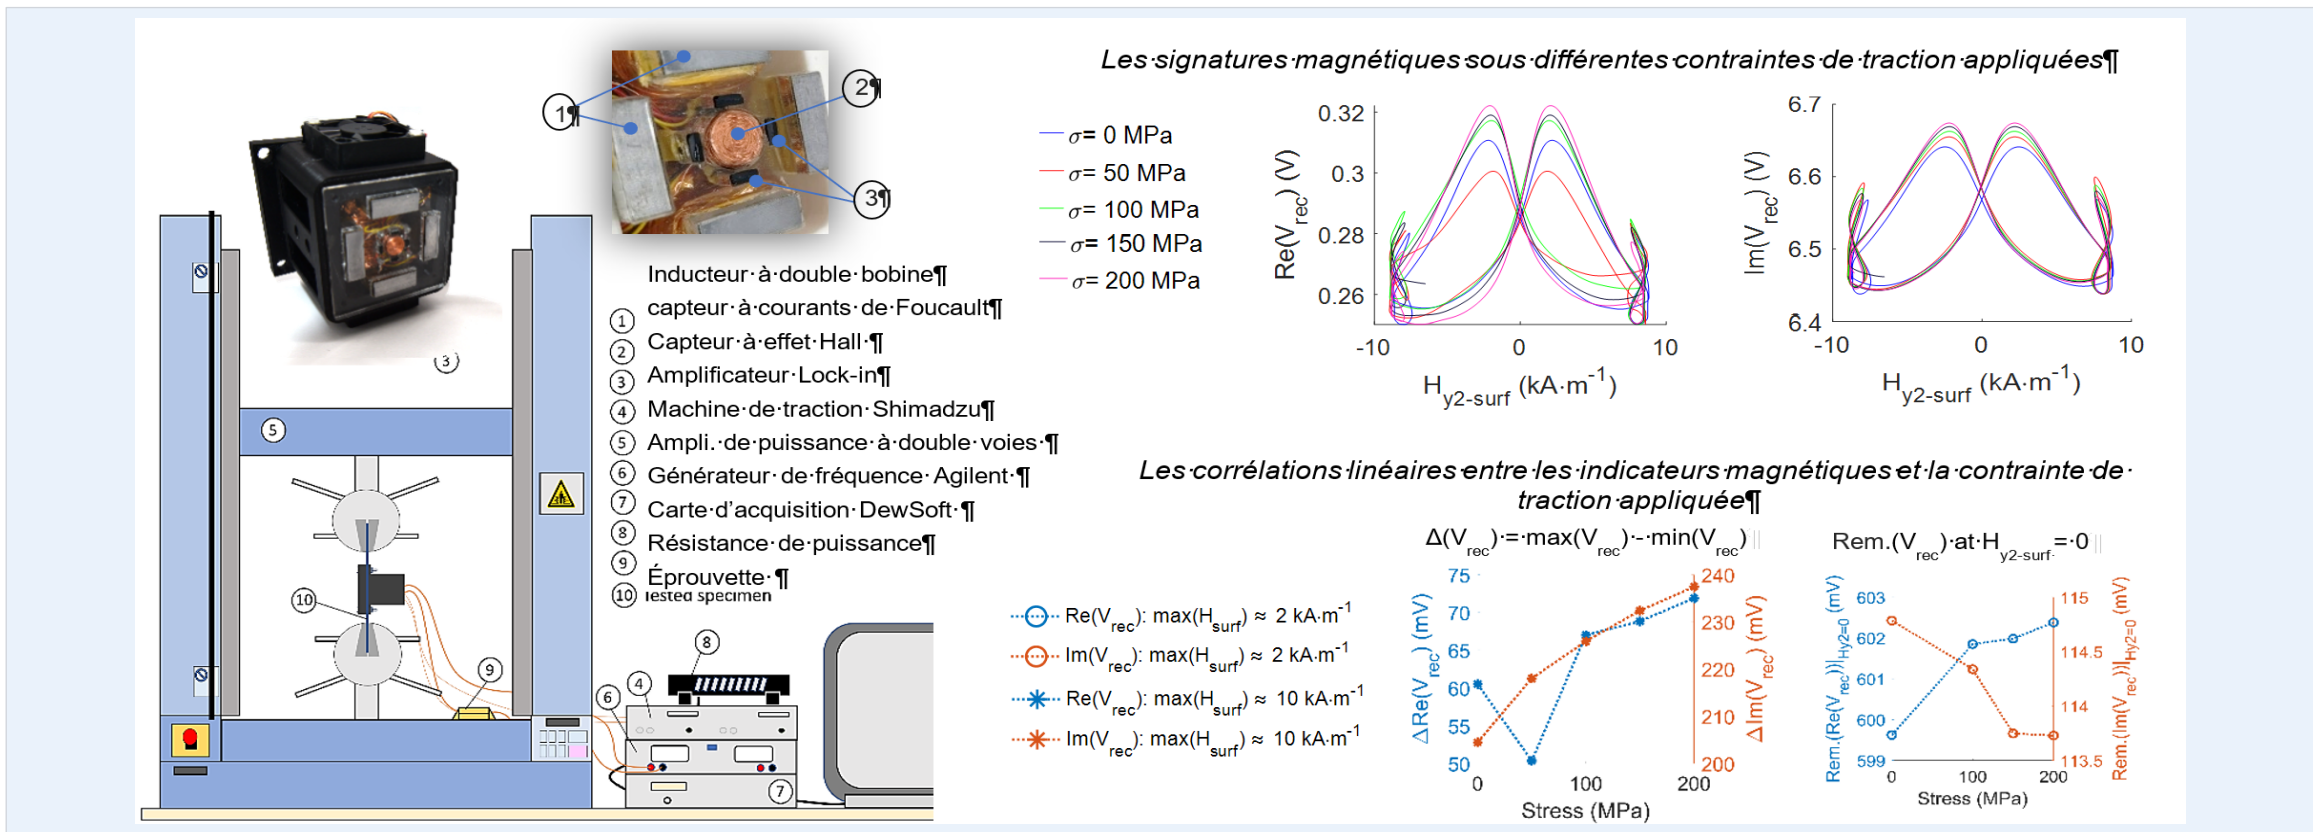 1¶
2¶
3¶
3
5
10
9
8
4
6
7
Inducteur·à·double·bobine¶
capteur·à·courants·de·Foucault¶
1
Capteur·à·effet·Hall·¶
2
Amplificateur·Lock-in¶
3
Machine·de·traction·Shimadzu¶
4
Ampli.·de·puissance·à·double·voies·¶
5
Générateur·de·fréquence·Agilent·¶
6
Carte·d'acquisition·DewSoft·¶
7
Résistance·de·puissance¶
8
Éprouvette·¶
9
10 Tested specimen
Les·signatures·magnétiques·sous·différentes·contraintes·de·traction·appliquées¶
σ= 0 MPa
σ= 50 MPa
σ= 100 MPa
σ= 150 MPa
σ= 200 MPa
Re(Vrec) (V)
0.32
0.3
0.28
0.26
-10 0 10
Hy2-surf (kA·m-1)
Im(Vrec) (V)
6.7
6.6
6.5
6.4
-10 0 10
Hy2-surf (kA·m-1)
Les·corrélations·linéaires·entre·les·indicateurs·magnétiques·et·la·contrainte·de·
traction·appliquée¶
Re(Vrec): max(Hsurf) ≈ 2 kA·m-1
Im(Vrec): max(Hsurf) ≈ 2 kA·m-1
Re(Vrec): max(Hsurf) ≈ 10 kA·m-1
Im(Vrec): max(Hsurf) ≈ 10 kA·m-1
Δ(Vrec)·=·max(Vrec)·-·min(Vrec)
ΔRe(Vrec) (mV)
75
70
65
60
55
50
240
230
220
210
200
ΔIm(Vrec) (mV)
0 100 200
Stress (MPa)
Rem.(Vrec)·at·Hy2-surf·=·0
Rem.(Re(Vrec))|Hy2=0 (mV)
603
602
601
600
599
115
114.5
114
113.5
Rem.(Im(Vrec))|Hy2=0 (mV)
0 100 200
Stress (MPa)